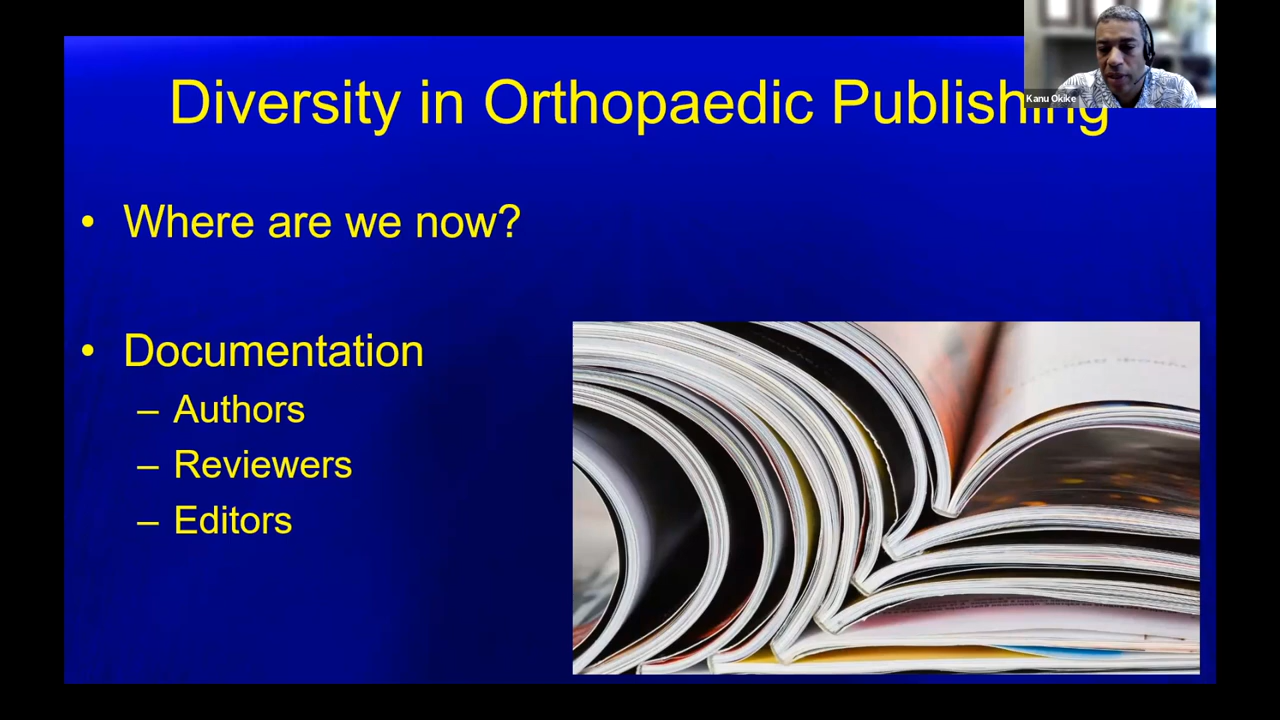 Diversity in Orthopaedic Publishing
Kanu Okike
• Where are we now?
• Documentation
– Authors
– Reviewers
– Editors